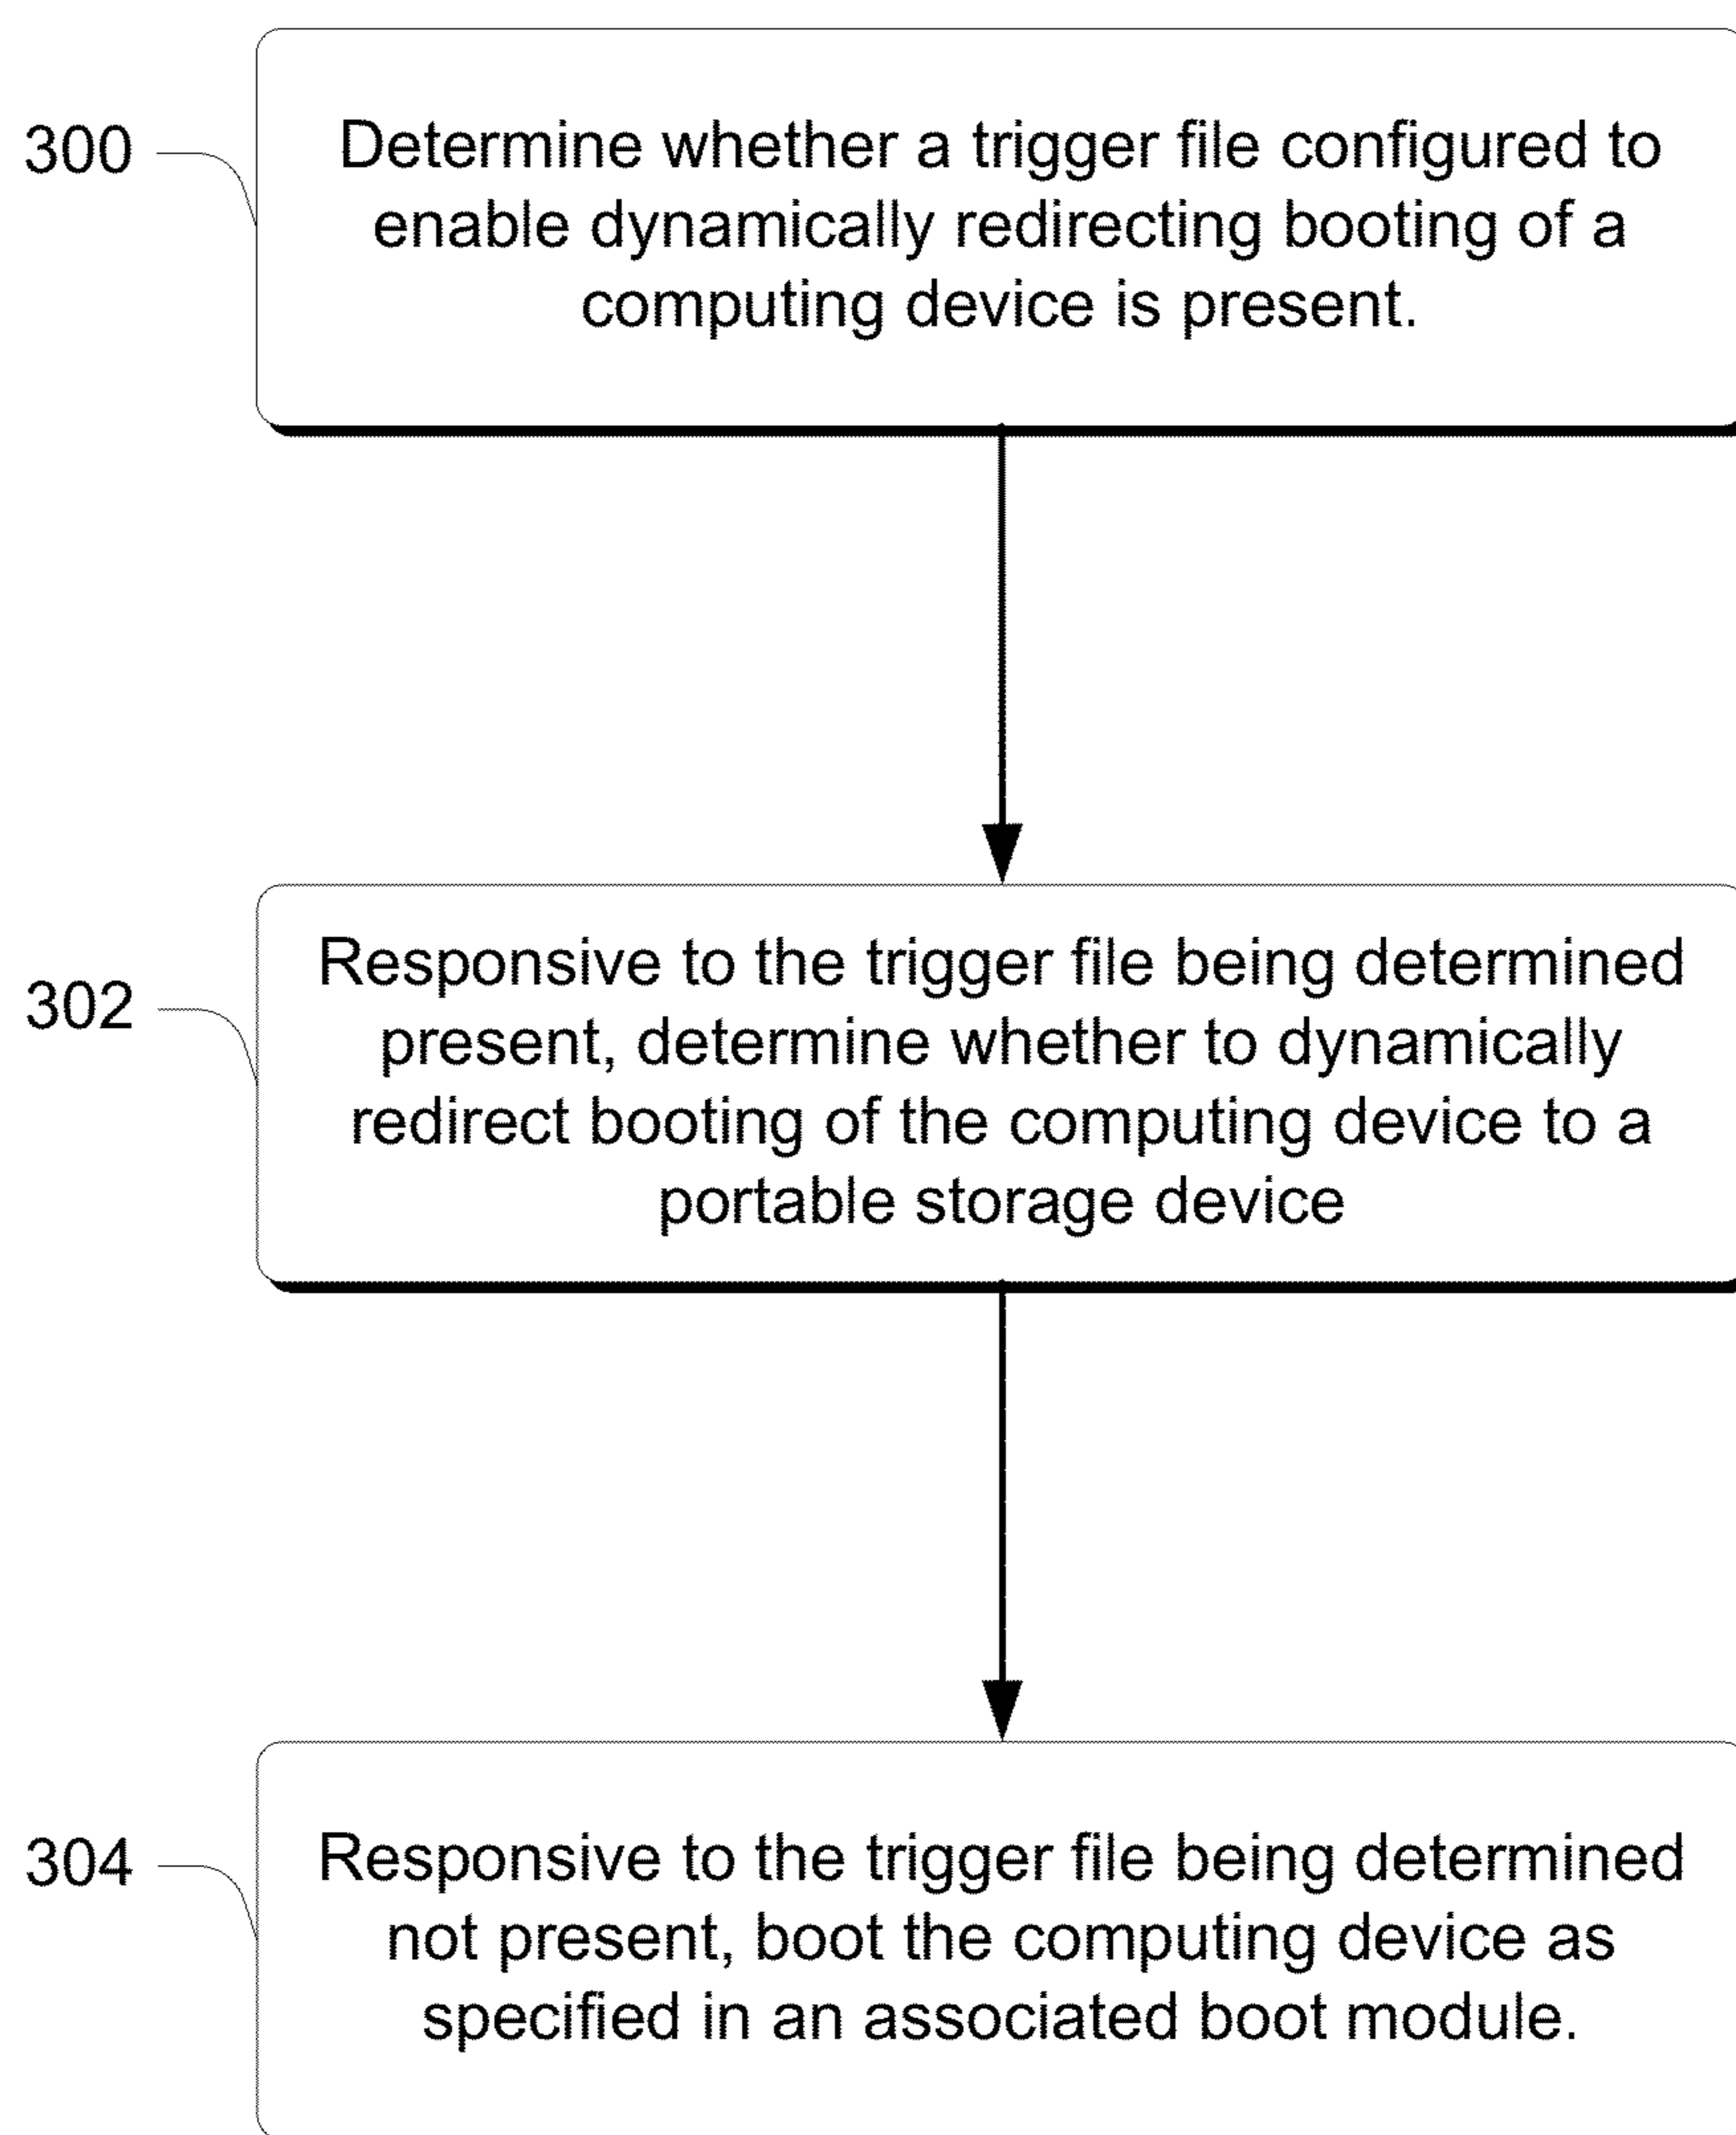 300
Determine whether a trigger file configured to
enable dynamically redirecting booting of a
computing device is present.
302
Responsive to the trigger file being determined
present, determine whether to dynamically
redirect booting of the computing device to a
portable storage device
304
Responsive to the trigger file being determined
not present, boot the computing device as
specified in an associated boot module.